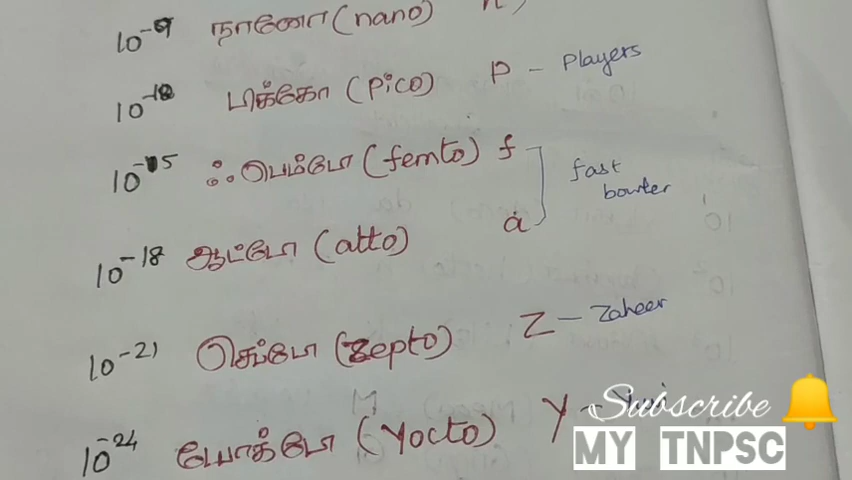 10⁻⁹ நானோ (nano) n
10⁻¹² பிக்கோ (pico) P - Players
10⁻¹⁵ ஃபெம்டோ (femto) f
fast
bowler
10⁻¹⁸ ஆட்டோ (atto) a
10⁻²¹ செப்டோ (zepto) Z - Zaheer
10⁻²⁴ யோக்டோ (Yocto) Y -
Subscribe
MY TNPSC